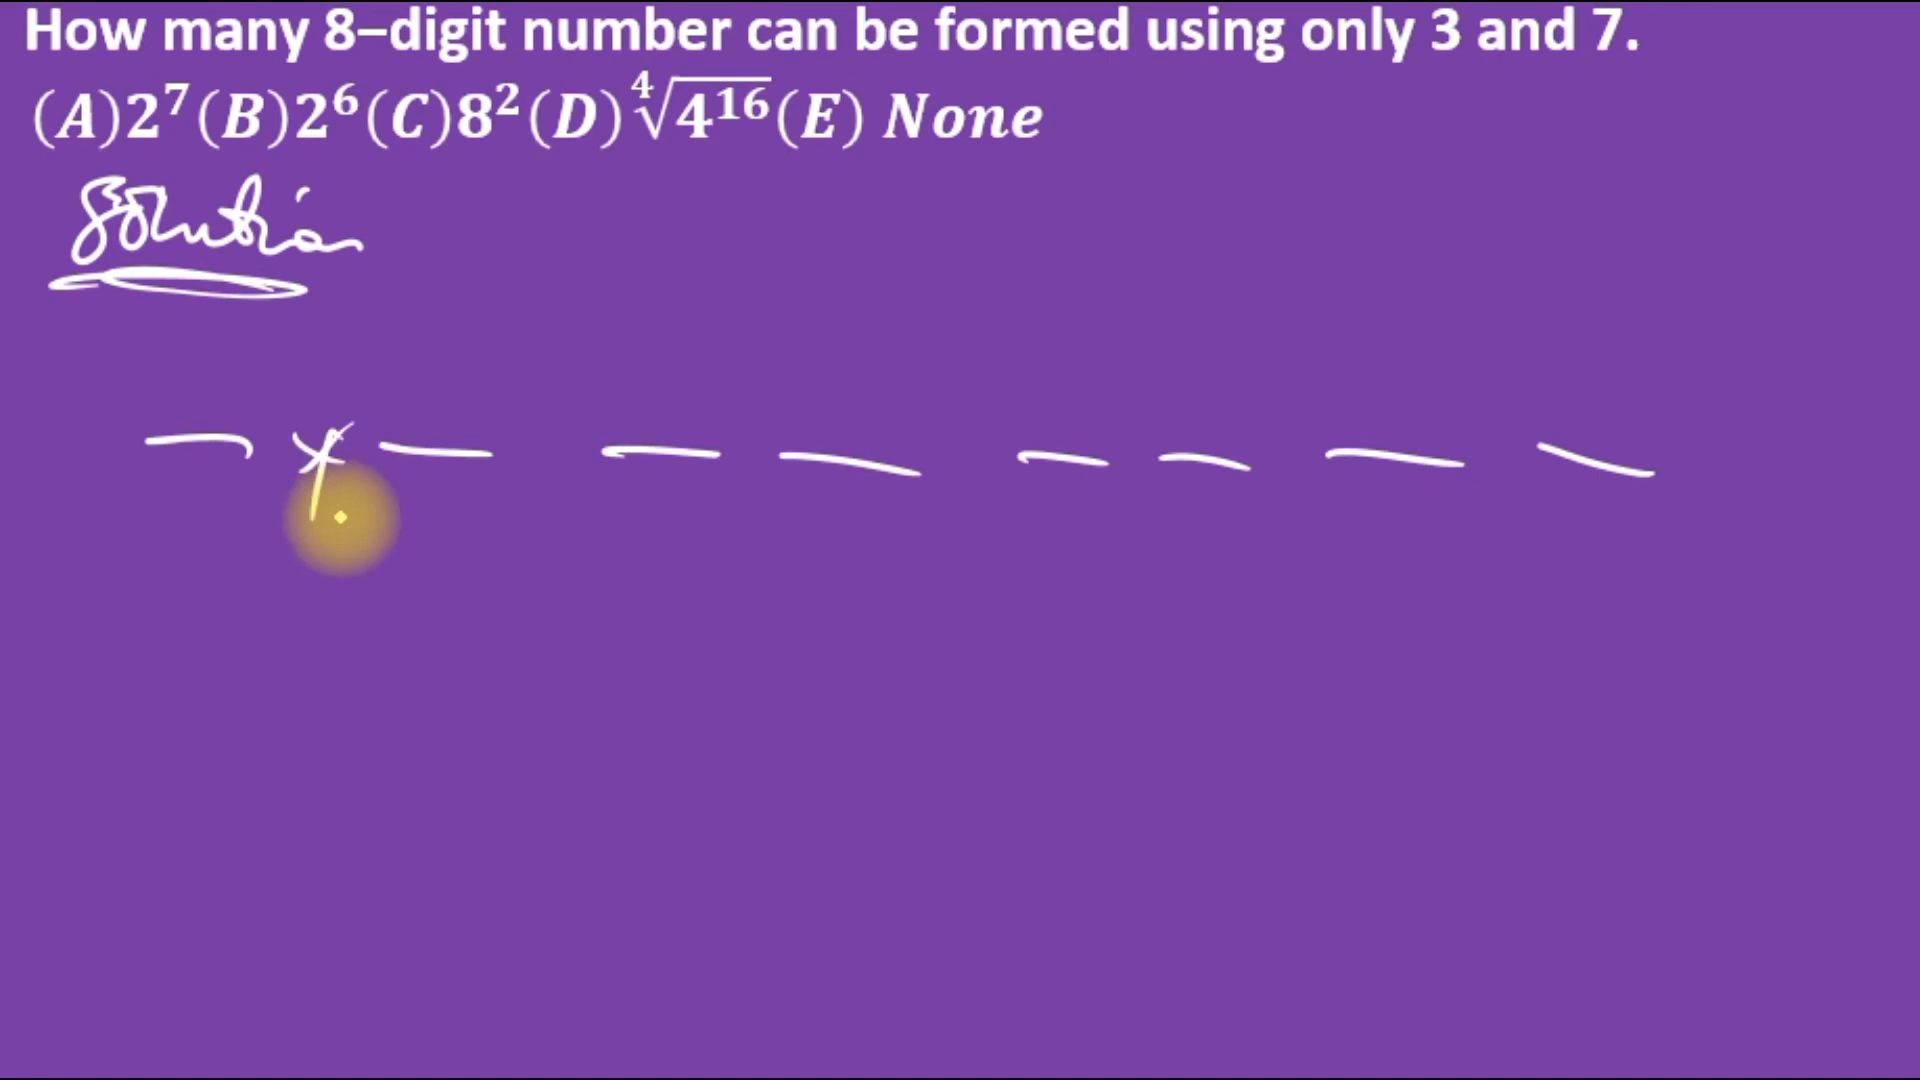 How many 8–digit number can be formed using only 3 and 7.
(A)2⁷(B)2⁶(C)8²(D)⁴√4¹⁶(E) None
Solution
— × — — — — — — —